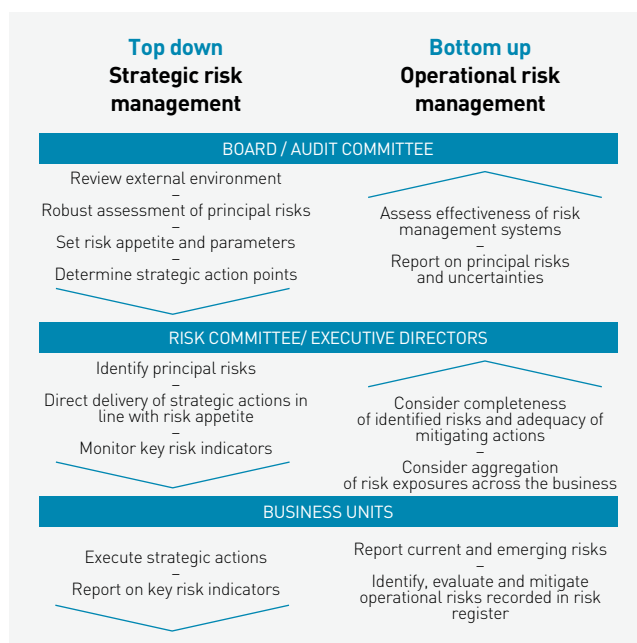 Top down
Strategic risk
management
Bottom up
Operational risk
management
BOARD / AUDIT COMMITTEE
Review external environment
–
Robust assessment of principal risks
–
Set risk appetite and parameters
–
Determine strategic action points
Assess effectiveness of risk
management systems
–
Report on principal risks
and uncertainties
RISK COMMITTEE/ EXECUTIVE DIRECTORS
Identify principal risks
–
Direct delivery of strategic actions in
line with risk appetite
–
Monitor key risk indicators
Consider completeness
of identified risks and adequacy of
mitigating actions
–
Consider aggregation
of risk exposures across the business
BUSINESS UNITS
Execute strategic actions
–
Report on key risk indicators
Report current and emerging risks
–
Identify, evaluate and mitigate
operational risks recorded in risk
register